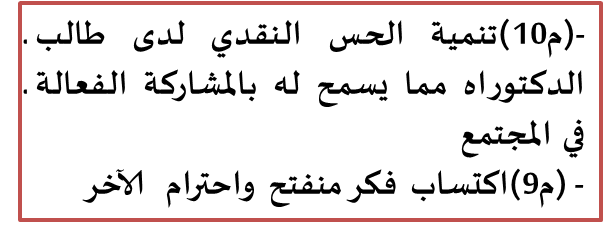 -(م10)تنمية الحس النقدي لدى طالب .
الدكتوراه مما يسمح له بالمشاركة الفعالة .
في المجتمع
- (م9)اكتساب فكر منفتح واحترام الآخر